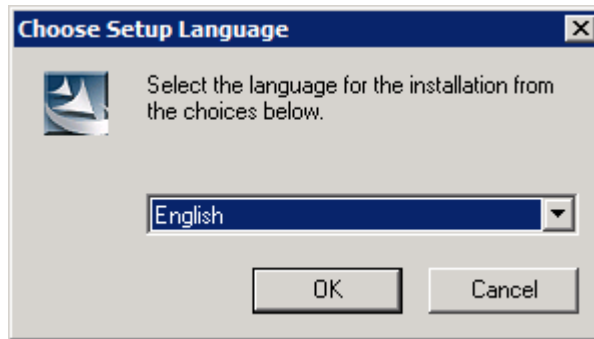 Choose Setup Language
Select the language for the installation from
the choices below.
English
OK
Cancel